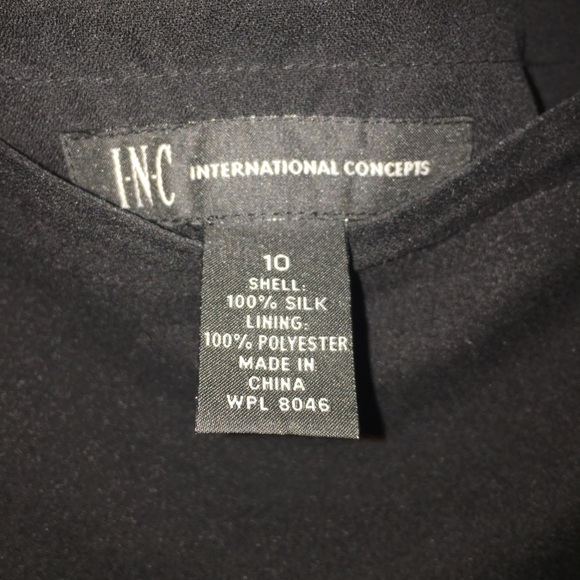 I·N·C INTERNATIONAL CONCEPTS
10
SHELL:
100% SILK
LINING:
100% POLYESTER
MADE IN
CHINA
WPL 8046